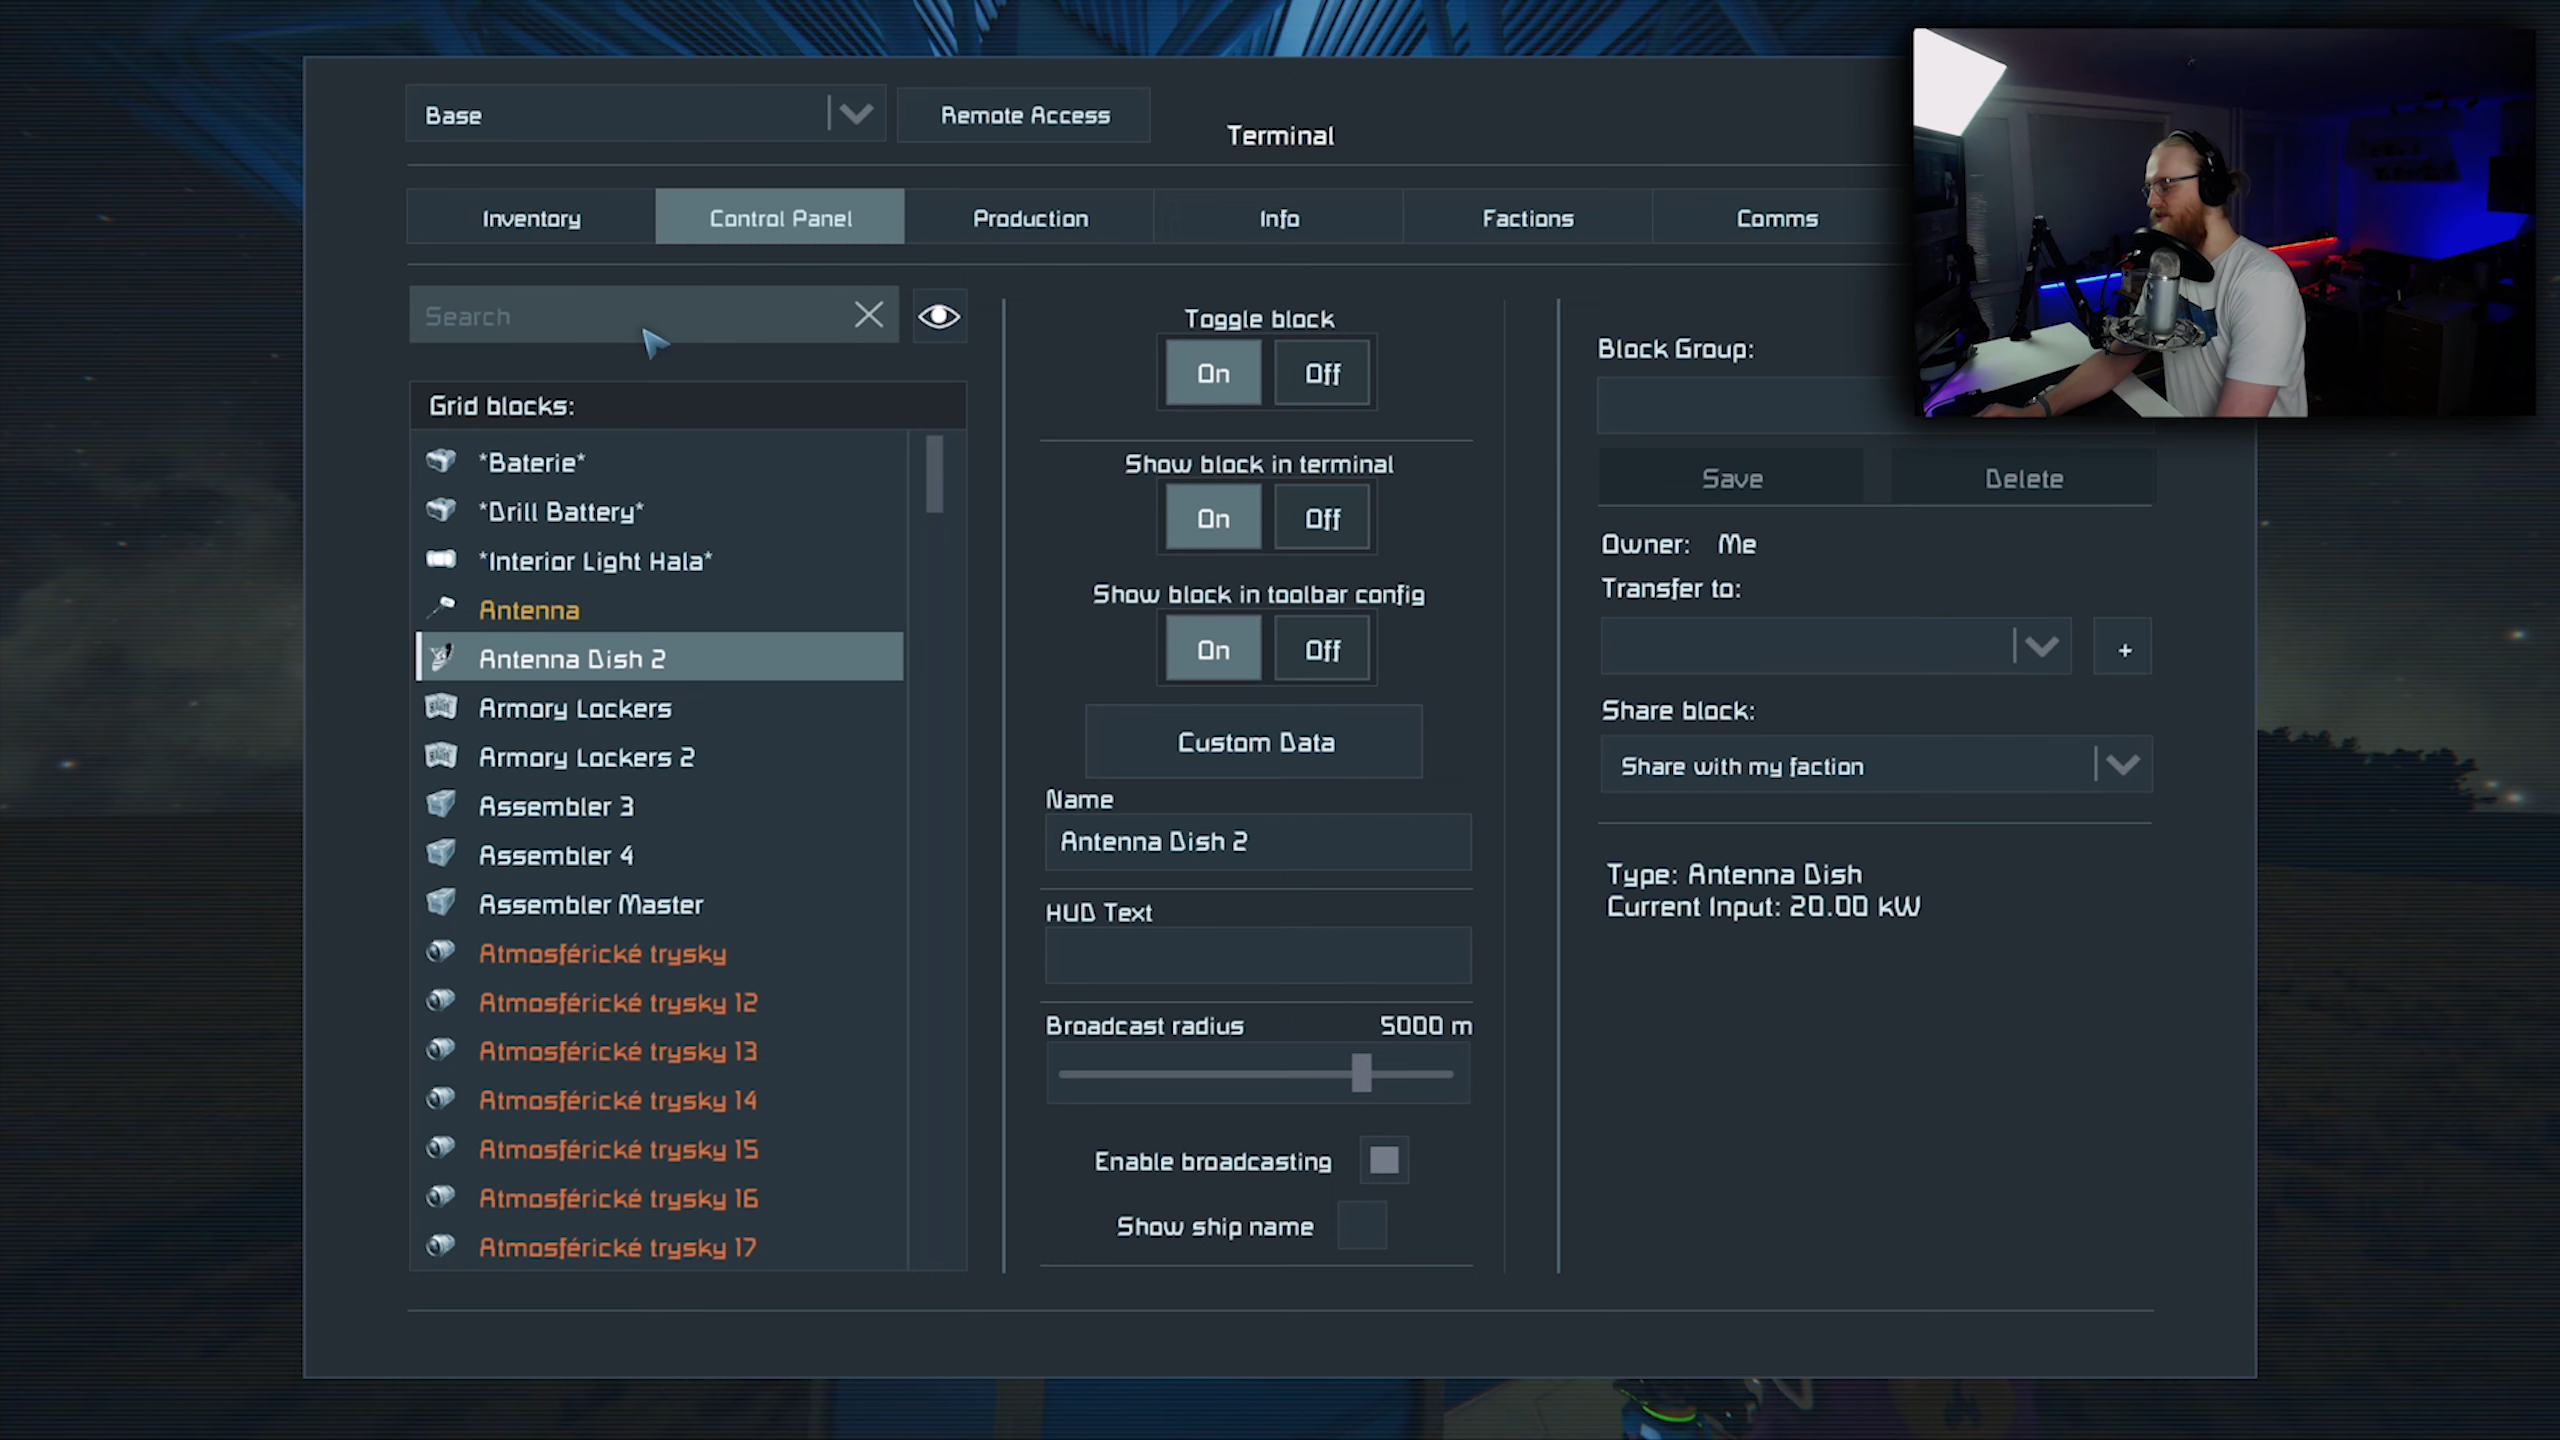 Base
Remote Access
Terminal
Inventory
Control Panel
Production
Info
Factions
Comms
Search
Grid blocks:
*Baterie*
*Drill Battery*
*Interior Light Hala*
Antenna
Antenna Dish 2
Armory Lockers
Armory Lockers 2
Assembler 3
Assembler 4
Assembler Master
Atmosférické trysky
Atmosférické trysky 12
Atmosférické trysky 13
Atmosférické trysky 14
Atmosférické trysky 15
Atmosférické trysky 16
Atmosférické trysky 17
Toggle block
On Off
Show block in terminal
On Off
Show block in toolbar config
On Off
Custom Data
Name
Antenna Dish 2
HUD Text
Broadcast radius 5000 m
Enable broadcasting
Show ship name
Block Group:
Save Delete
Owner: Me
Transfer to:
+
Share block:
Share with my faction
Type: Antenna Dish
Current Input: 20.00 kW